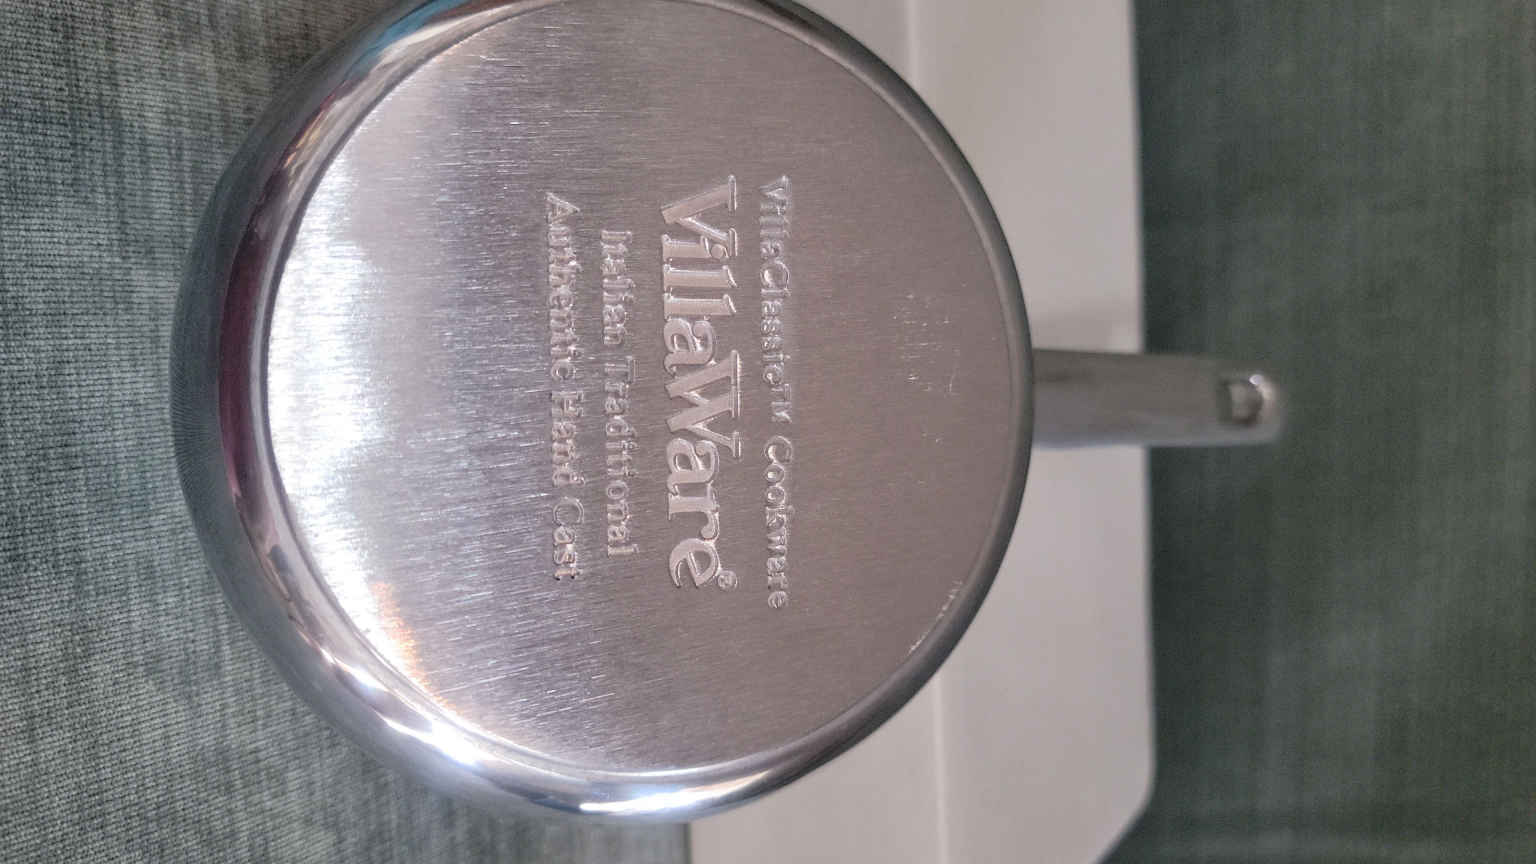 VillaClassic™ Cookware
VillaWare®
Italian Traditional
Authentic Hand Cast